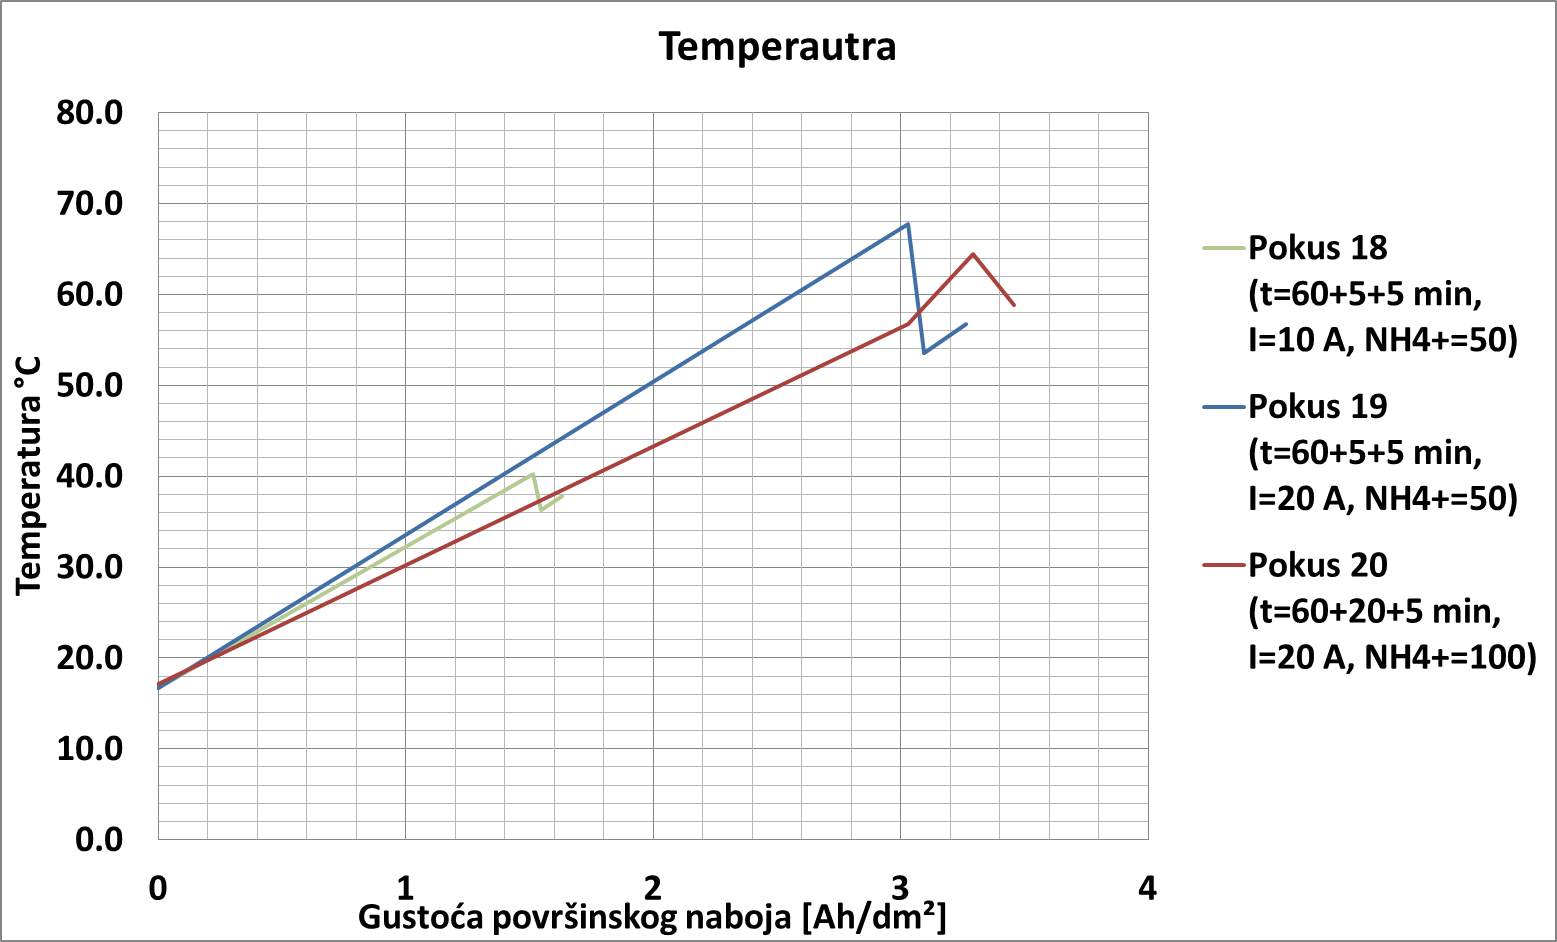 Temperautra
80.0
70.0
60.0
50.0
40.0
30.0
20.0
10.0
0.0
Temperatura °C
0 1 2 3 4
Gustoća površinskog naboja [Ah/dm²]
Pokus 18
(t=60+5+5 min,
I=10 A, NH4+=50)
Pokus 19
(t=60+5+5 min,
I=20 A, NH4+=50)
Pokus 20
(t=60+20+5 min,
I=20 A, NH4+=100)